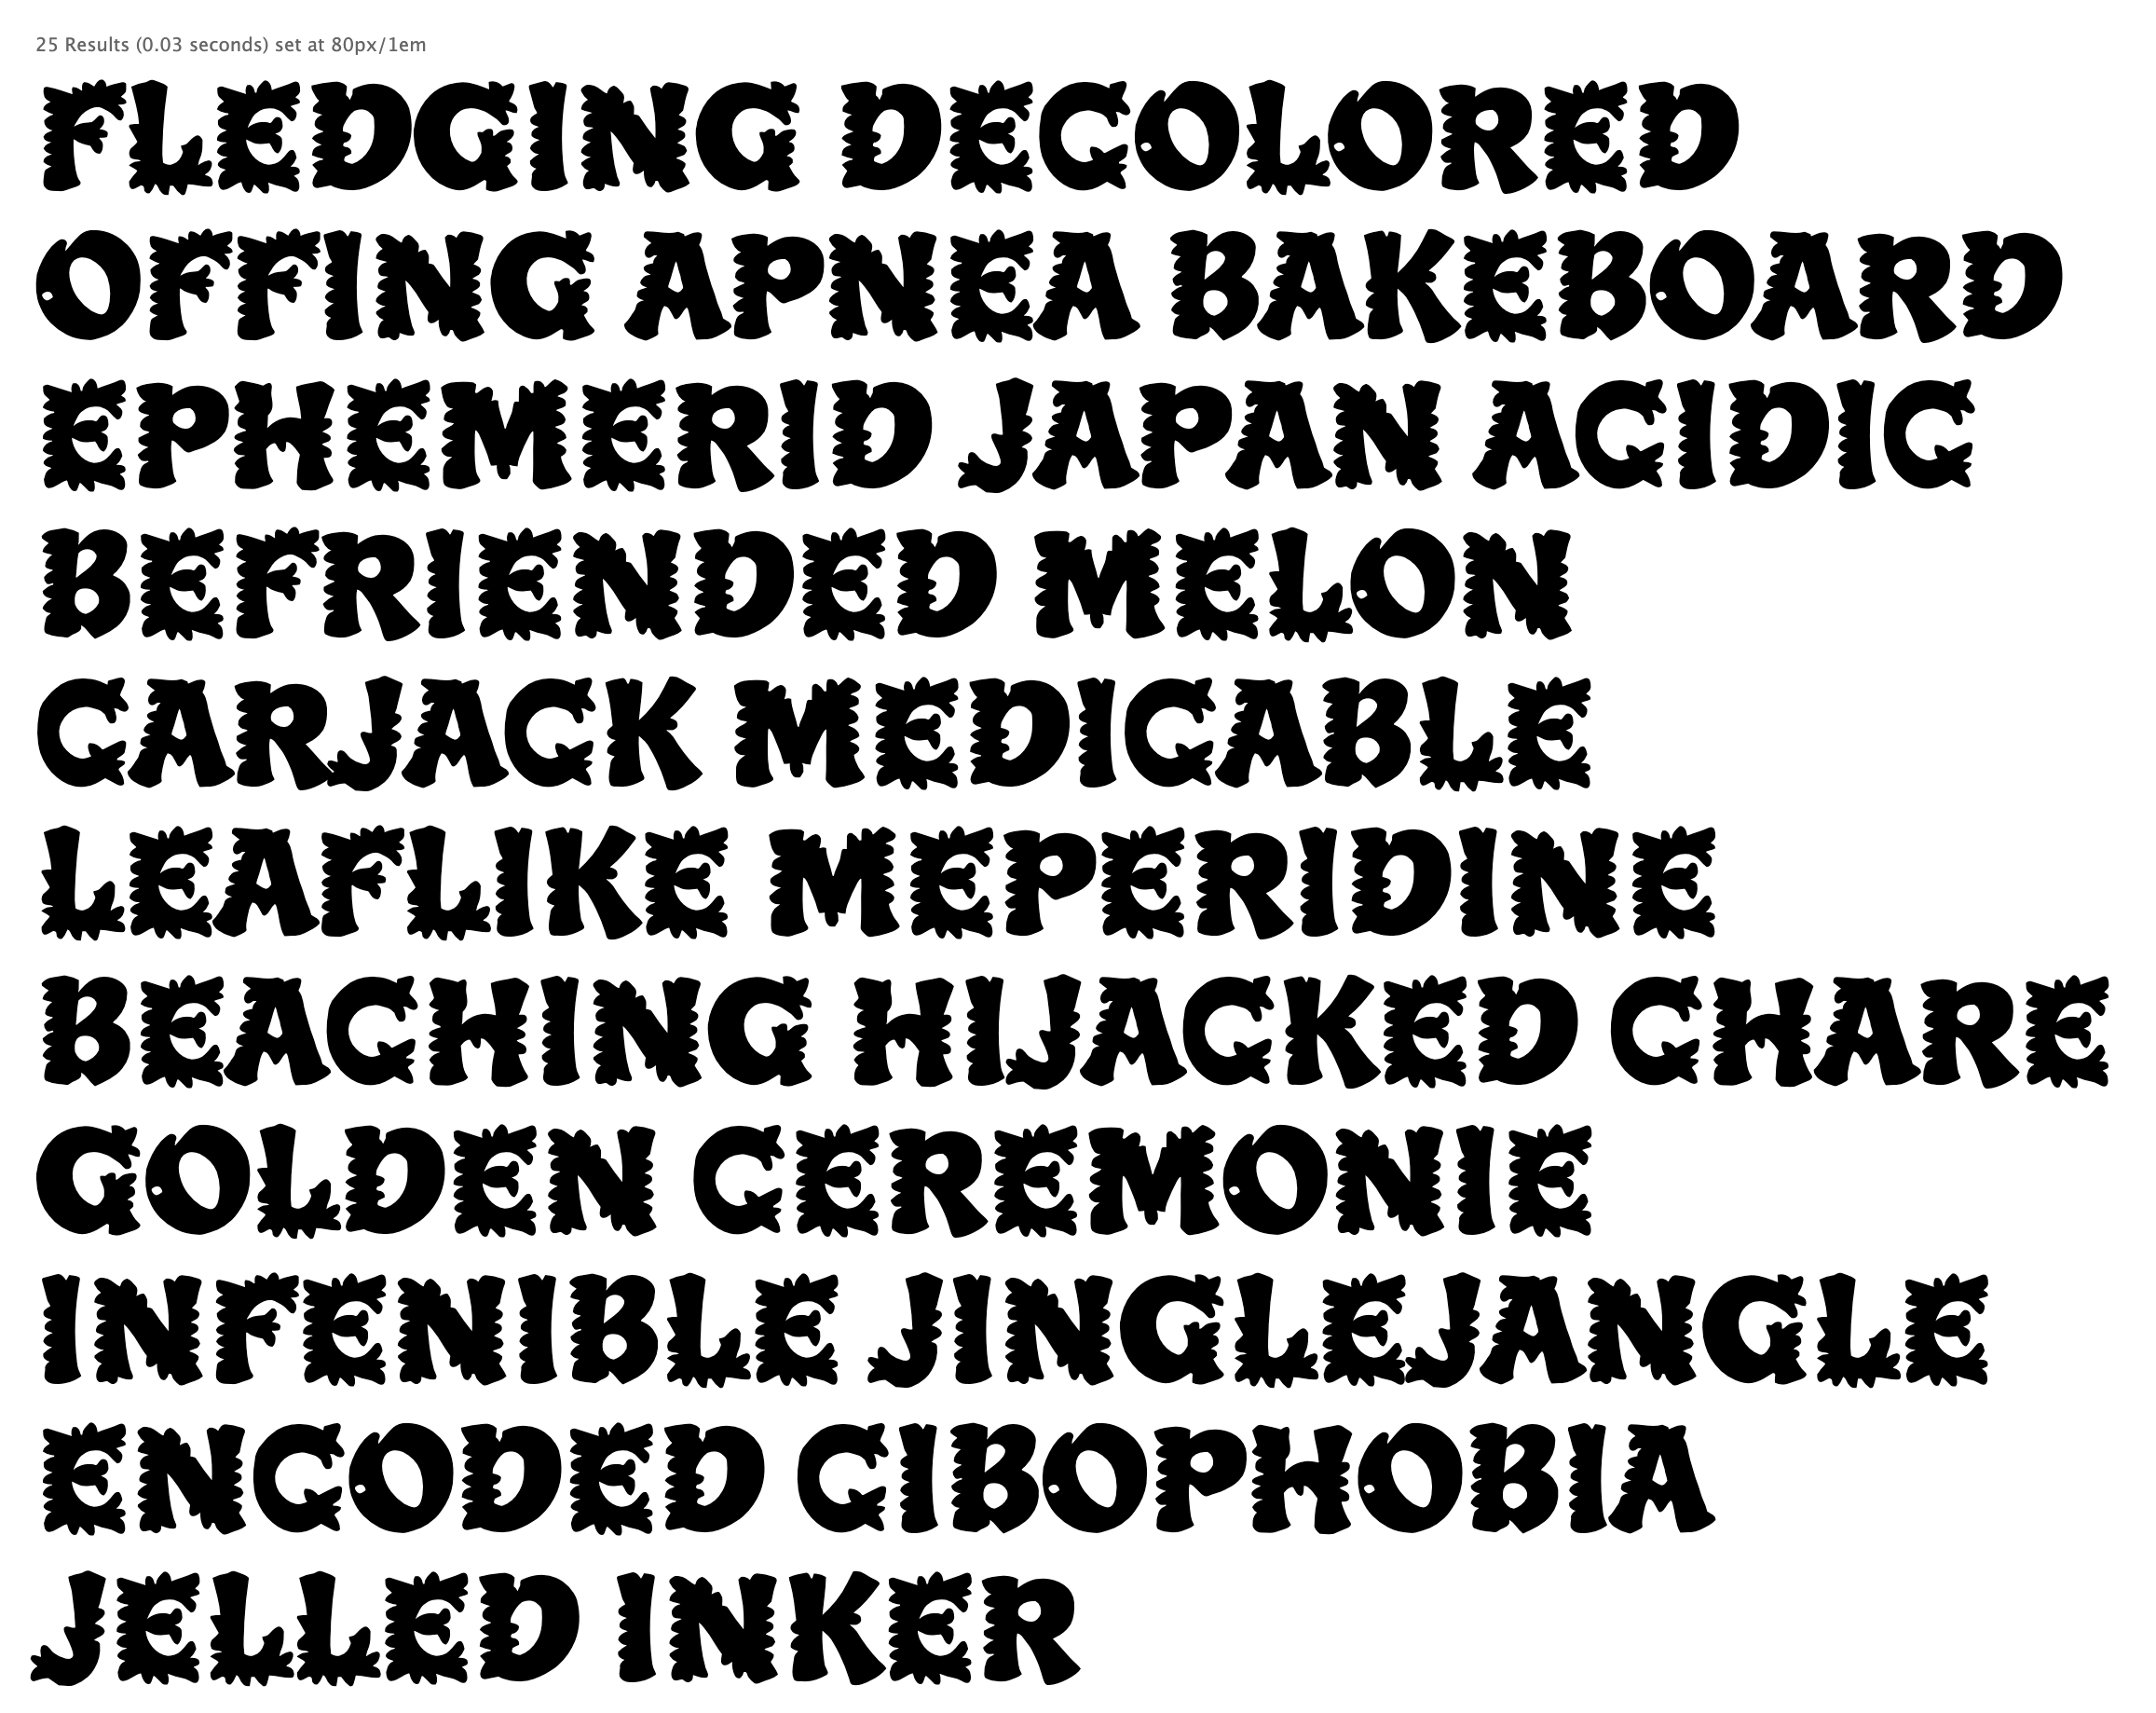 25 Results (0.03 seconds) set at 80px/1em
FLEDGING DECOLORED
OFFING APNEA BAKEBOARD
EPHEMERID JAPAN ACIDIC
BEFRIENDED MELON
CARJACK MEDICABLE
LEAFLIKE MEPERIDINE
BEACHING HIJACKED CHARE
GOLDEN CEREMONIE
INFENIBLE JINGLEJANGLE
ENCODED CIBOPHOBIA
JELLED INKER